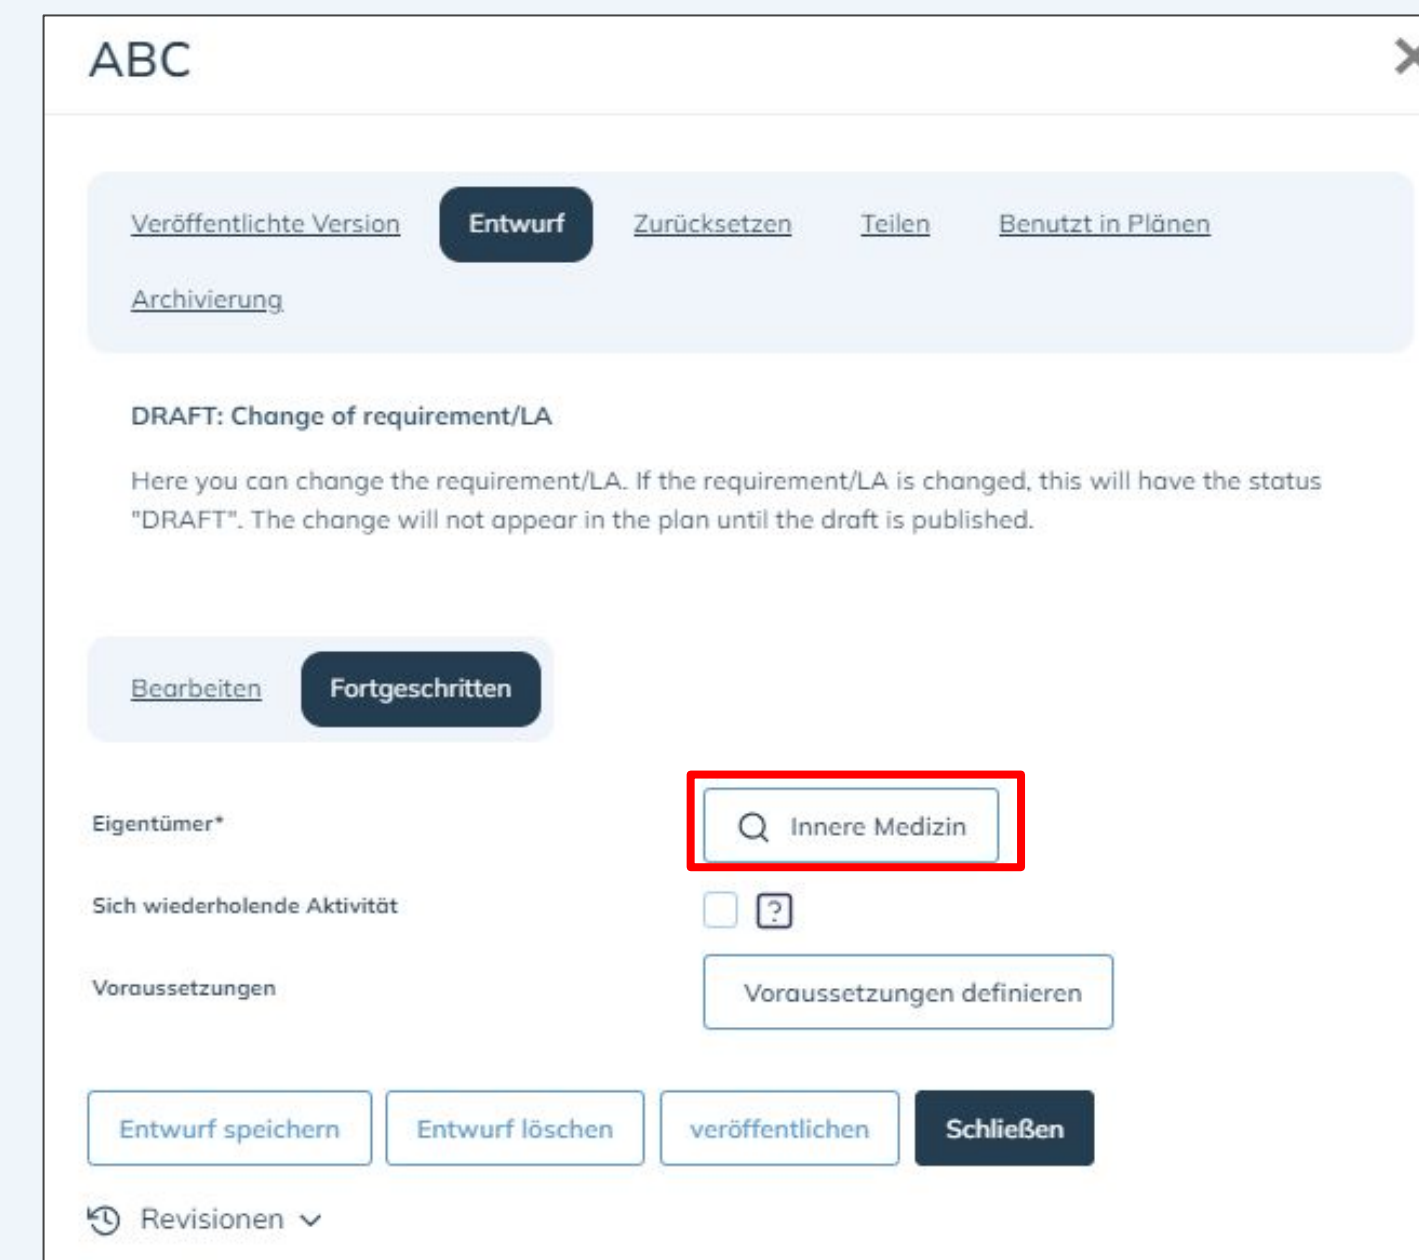 ABC
Veröffentlichte Version Entwurf Zurücksetzen Teilen Benutzt in Plänen
Archivierung
DRAFT: Change of requirement/LA
Here you can change the requirement/LA. If the requirement/LA is changed, this will have the status
"DRAFT". The change will not appear in the plan until the draft is published.
Bearbeiten Fortgeschritten
Eigentümer* Innere Medizin
Sich wiederholende Aktivität ?
Voraussetzungen Voraussetzungen definieren
Entwurf speichern Entwurf löschen veröffentlichen Schließen
Revisionen